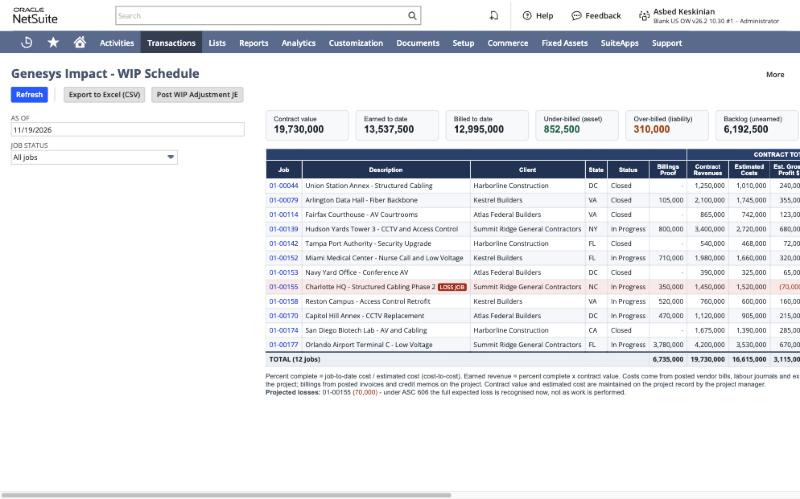 ORACLE
NetSuite
Search
Help
Feedback
Asbed Keskinian
Blank US OW v26.2 10.30 #1 – Administrator
Activities
Transactions
Lists
Reports
Analytics
Customization
Documents
Setup
Commerce
Fixed Assets
SuiteApps
Support
Genesys Impact - WIP Schedule
More
Refresh
Export to Excel (CSV)
Post WIP Adjustment JE
AS OF
11/19/2026
JOB STATUS
All jobs
Contract value
19,730,000
Earned to date
13,537,500
Billed to date
12,995,000
Under-billed (asset)
852,500
Over-billed (liability)
310,000
Backlog (unearned)
6,192,500
CONTRACT TOT
Job Description Client State Status Billings Proof Contract Revenues Estimated Costs Est. Gros Profit $
01-00044 Union Station Annex - Structured Cabling Harborline Construction DC Closed - 1,250,000 1,010,000 240,00
01-00079 Arlington Data Hall - Fiber Backbone Kestrel Builders VA Closed 105,000 2,100,000 1,745,000 355,00
01-00114 Fairfax Courthouse - AV Courtrooms Atlas Federal Builders VA Closed - 865,000 742,000 123,00
01-00139 Hudson Yards Tower 3 - CCTV and Access Control Summit Ridge General Contractors NY In Progress 800,000 3,400,000 2,720,000 680,00
01-00142 Tampa Port Authority - Security Upgrade Harborline Construction FL Closed - 540,000 468,000 72,00
01-00152 Miami Medical Center - Nurse Call and Low Voltage Kestrel Builders FL In Progress 710,000 1,980,000 1,660,000 320,00
01-00153 Navy Yard Office - Conference AV Atlas Federal Builders DC Closed - 390,000 325,000 65,00
01-00155 Charlotte HQ - Structured Cabling Phase 2 LOSS JOB Summit Ridge General Contractors NC In Progress 350,000 1,450,000 1,520,000 (70,000
01-00158 Reston Campus - Access Control Retrofit Kestrel Builders VA In Progress 520,000 760,000 600,000 160,00
01-00170 Capitol Hill Annex - CCTV Replacement Atlas Federal Builders DC In Progress 470,000 1,120,000 905,000 215,00
01-00174 San Diego Biotech Lab - AV and Cabling Harborline Construction CA Closed - 1,675,000 1,390,000 285,00
01-00177 Orlando Airport Terminal C - Low Voltage Summit Ridge General Contractors FL In Progress 3,780,000 4,200,000 3,530,000 670,00
TOTAL (12 jobs) 6,735,000 19,730,000 16,615,000 3,115,00
Percent complete = job-to-date cost / estimated cost (cost-to-cost). Earned revenue = percent complete x contract value. Costs come from posted vendor bills, labour journals and ex
the project; billings from posted invoices and credit memos on the project. Contract value and estimated cost are maintained on the project record by the project manager.
Projected losses: 01-00155 (70,000) - under ASC 606 the full expected loss is recognised now, not as work is performed.